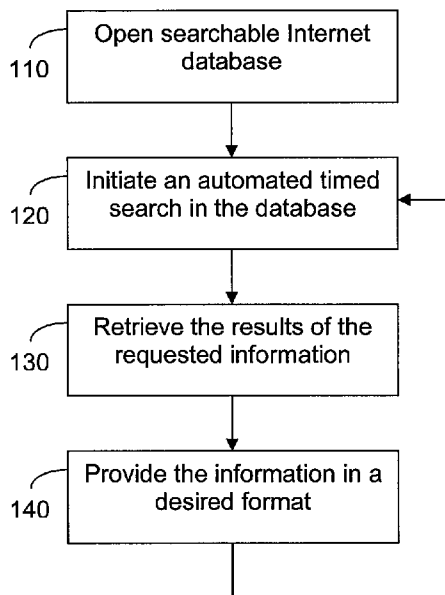 Open searchable Internet
database
110
Initiate an automated timed
search in the database
120
Retrieve the results of the
requested information
130
Provide the information in a
desired format
140